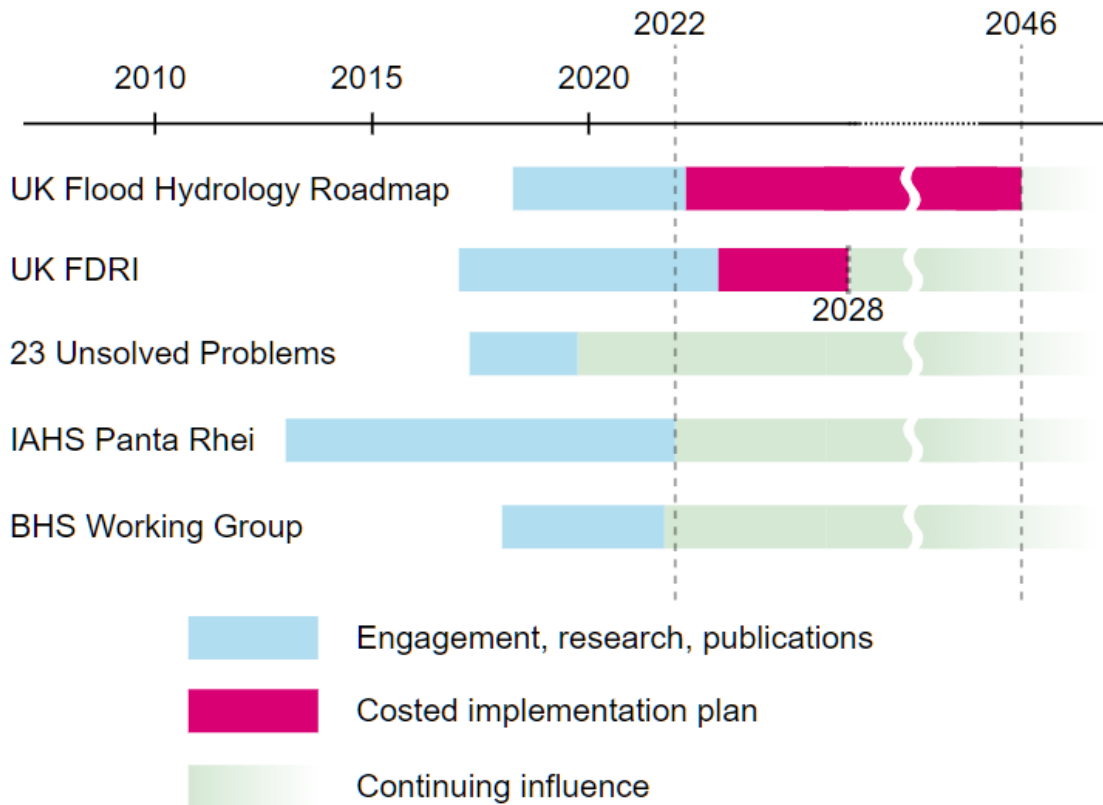 2022 2046
2010 2015 2020
UK Flood Hydrology Roadmap
UK FDRI
2028
23 Unsolved Problems
IAHS Panta Rhei
BHS Working Group
Engagement, research, publications
Costed implementation plan
Continuing influence